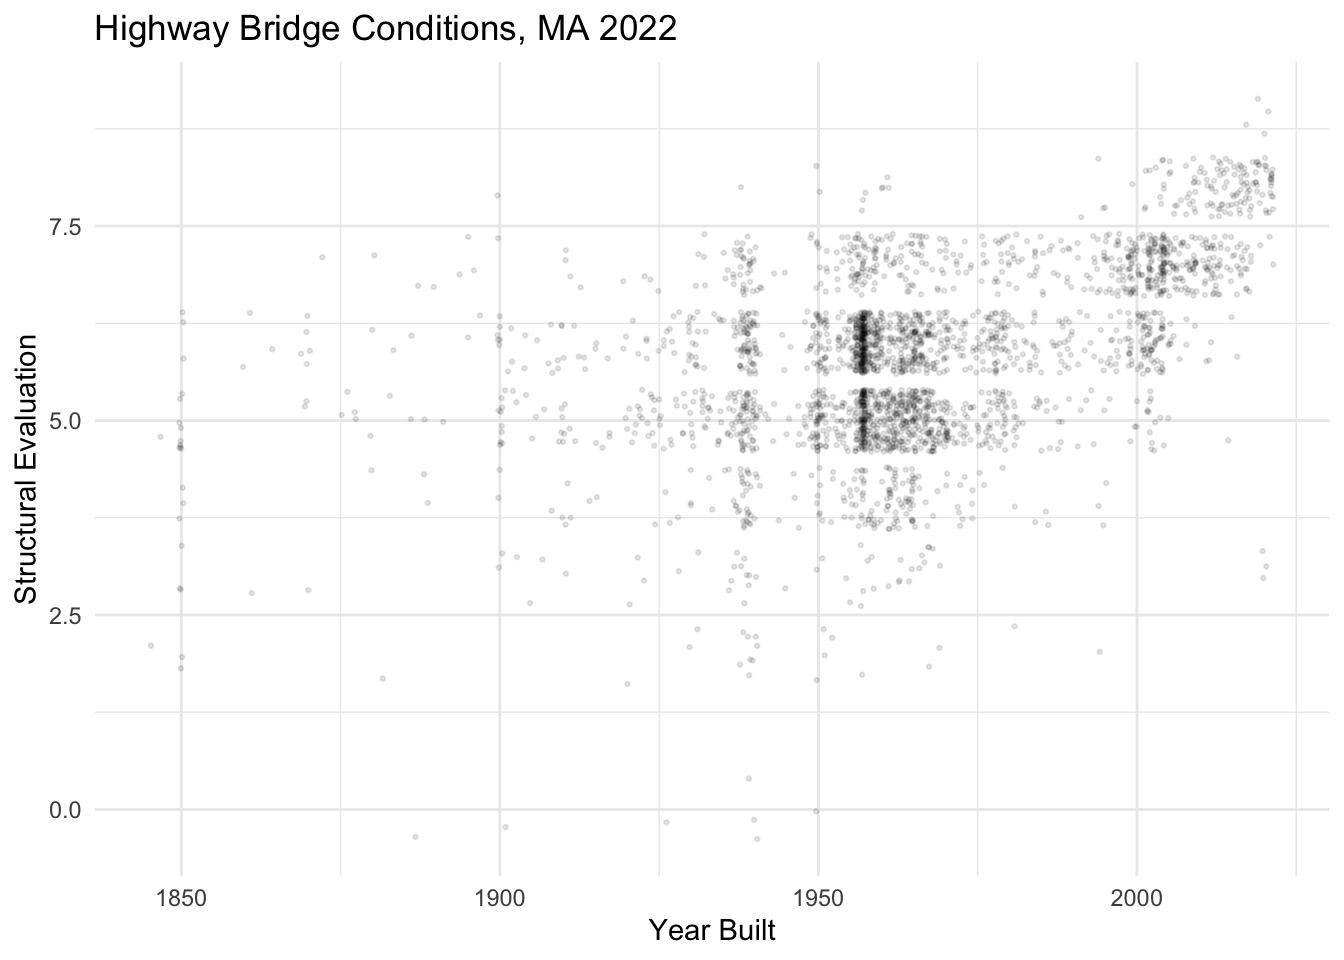 Highway Bridge Conditions, MA 2022
Structural Evaluation
7.5
5.0
2.5
0.0
1850 1900 1950 2000
Year Built